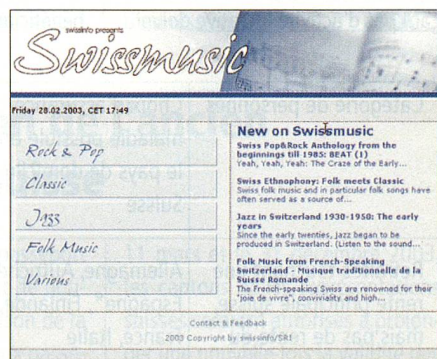 swissinfo presents
Swissmusic
Friday 28.02.2003, CET 17:49
Rock & Pop
Classic
Jazz
Folk Music
Various
New on Swissmusic
Swiss Pop&Rock Anthology from the
beginnings till 1985: BEAT (1)
Yeah, Yeah, Yeah: The Craze of the Early...
Swiss Ethnophony: Folk meets Classic
Swiss folk music and in particular folk songs have
often served as a source of...
Jazz in Switzerland 1930-1950: The early
years
Since the early twenties, Jazz began to be
produced in Switzerland. (Listen to the sound...
Folk Music from French-Speaking
Switzerland - Musique traditionnelle de la
Suisse Romande
The French-speaking Swiss are renowned for their
"joie de vivre", conviviality and high...
Contact & Feedback
2003 Copyright by swissinfo/SRI